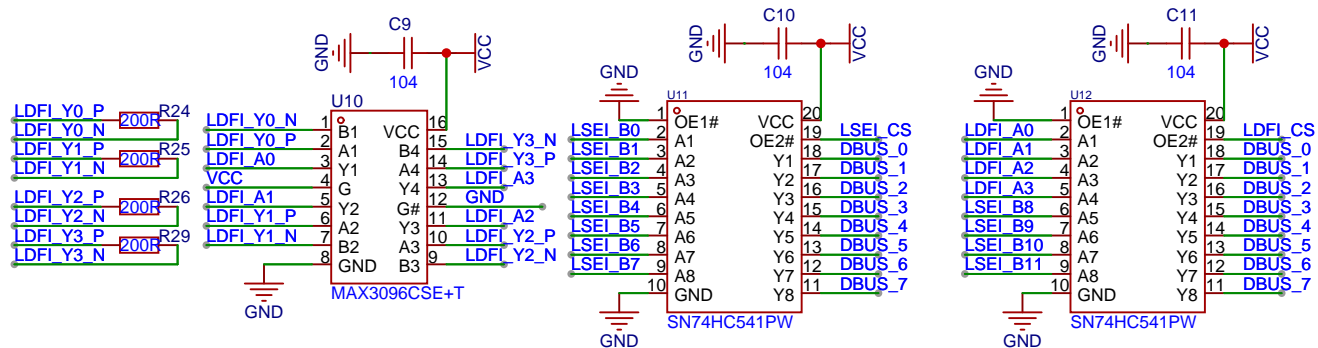 C9
GND
VCC
104
C10
GND
VCC
104
C11
GND
VCC
104
LDFI_Y0_P
R24
200R
LDFI_Y0_N
LDFI_Y1_P
R25
200R
LDFI_Y1_N
LDFI_Y2_P
R26
200R
LDFI_Y2_N
LDFI_Y3_P
R29
200R
LDFI_Y3_N
U10
LDFI_Y0_N 1 B1 VCC 16
LDFI_Y0_P 2 A1 B4 15 LDFI_Y3_N
LDFI_A0 3 Y1 A4 14 LDFI_Y3_P
VCC 4 G Y4 13 LDFI_A3
LDFI_A1 5 Y2 G# 12 GND
LDFI_Y1_P 6 A2 Y3 11 LDFI_A2
LDFI_Y1_N 7 B2 A3 10 LDFI_Y2_P
8 GND B3 9 LDFI_Y2_N
GND
MAX3096CSE+T
GND
U11
1 OE1# VCC 20
LSEI_B0 2 A1 OE2# 19 LSEI_CS
LSEI_B1 3 A2 Y1 18 DBUS_0
LSEI_B2 4 A3 Y2 17 DBUS_1
LSEI_B3 5 A4 Y3 16 DBUS_2
LSEI_B4 6 A5 Y4 15 DBUS_3
LSEI_B5 7 A6 Y5 14 DBUS_4
LSEI_B6 8 A7 Y6 13 DBUS_5
LSEI_B7 9 A8 Y7 12 DBUS_6
10 GND Y8 11 DBUS_7
GND
SN74HC541PW
GND
U12
1 OE1# VCC 20
LDFI_A0 2 A1 OE2# 19 LDFI_CS
LDFI_A1 3 A2 Y1 18 DBUS_0
LDFI_A2 4 A3 Y2 17 DBUS_1
LDFI_A3 5 A4 Y3 16 DBUS_2
LSEI_B8 6 A5 Y4 15 DBUS_3
LSEI_B9 7 A6 Y5 14 DBUS_4
LSEI_B10 8 A7 Y6 13 DBUS_5
LSEI_B11 9 A8 Y7 12 DBUS_6
10 GND Y8 11 DBUS_7
GND
SN74HC541PW